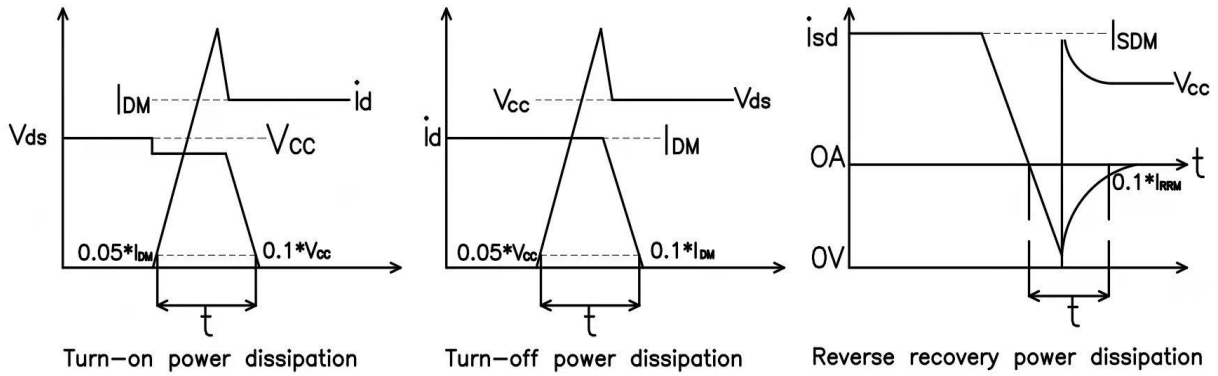 Vds
IDM
id
VCC
0.05*IDM
0.1*VCC
t
Turn-on power dissipation
VCC
Vds
id
IDM
0.05*VCC
0.1*IDM
t
Turn-off power dissipation
isd
ISDM
VCC
0A
t
0.1*IRRM
0V
t
Reverse recovery power dissipation